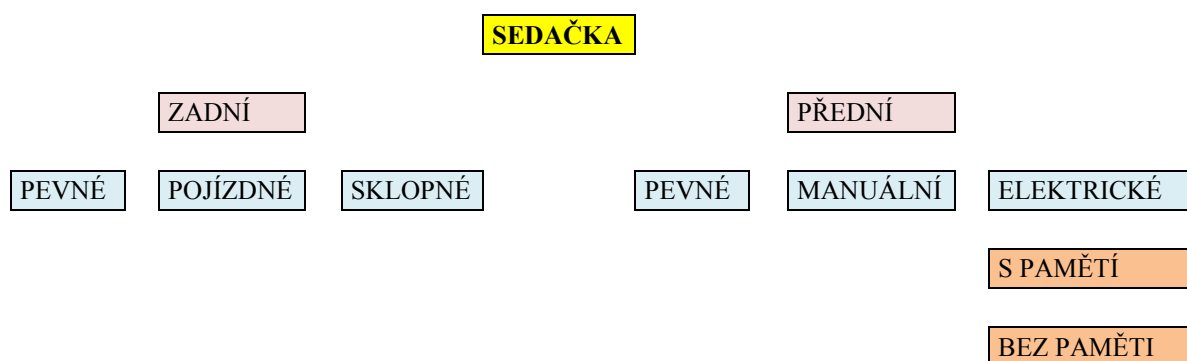 SEDAČKA
ZADNÍ PŘEDNÍ
PEVNÉ POJÍZDNÉ SKLOPNÉ PEVNÉ MANUÁLNÍ ELEKTRICKÉ
S PAMĚTÍ
BEZ PAMĚTI